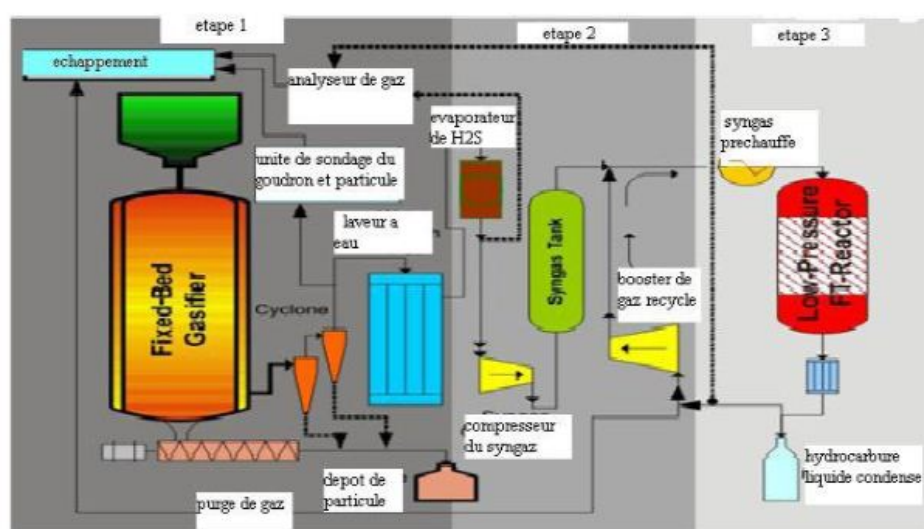 etape 1
etape 2
etape 3
echappement
analyseur de gaz
evaporateur
de H2S
syngas
prechauffe
unite de sondage du
goudron et particule
laveur a
eau
Fixed-Bed
Gasifier
Cyclone
Syngas Tank
booster de
gaz recycle
Low-Pressure
FT-Reactor
compresseur
du syngaz
hydrocarbure
liquide condense
depot de
particule
purge de gaz